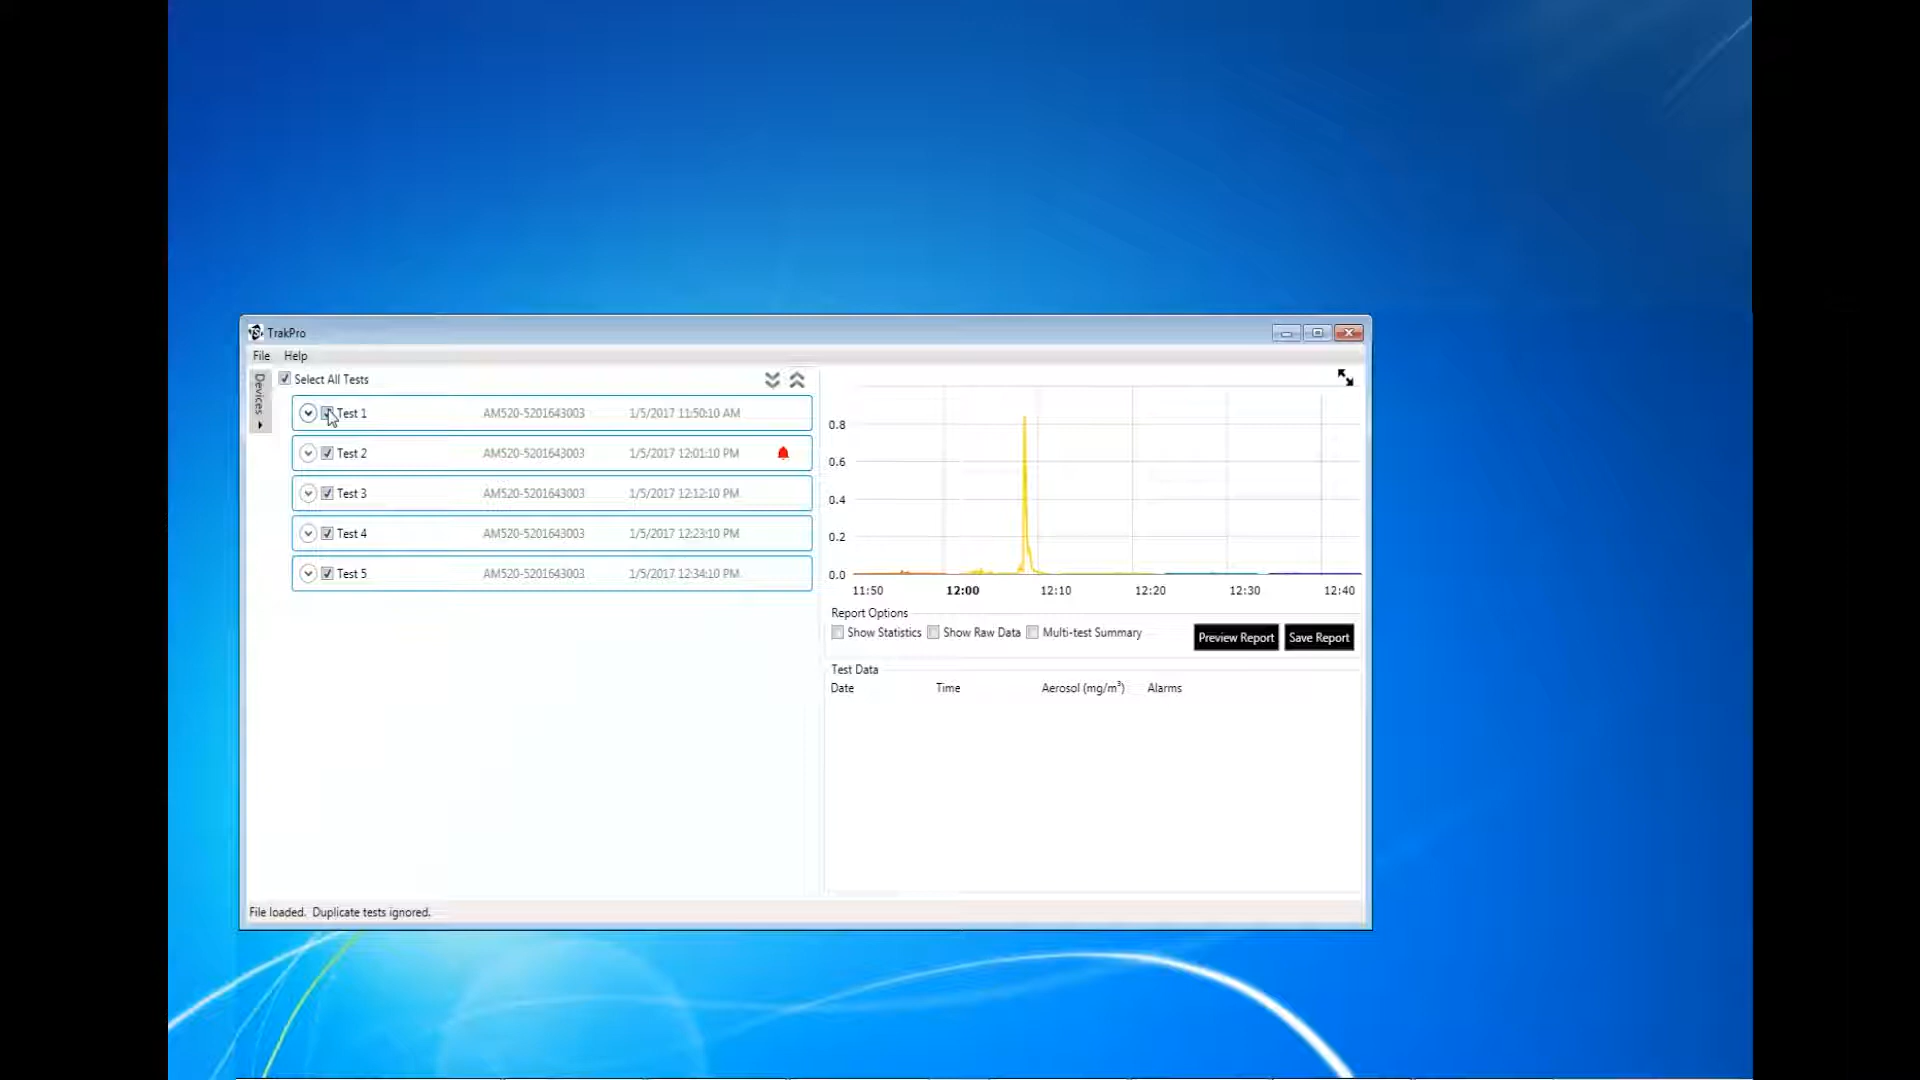 TrakPro
File Help
Devices
Select All Tests
Test 1 AM520-5201643003 1/5/2017 11:50:10 AM
Test 2 AM520-5201643003 1/5/2017 12:01:10 PM
Test 3 AM520-5201643003 1/5/2017 12:12:10 PM
Test 4 AM520-5201643003 1/5/2017 12:23:10 PM
Test 5 AM520-5201643003 1/5/2017 12:34:10 PM
0.8
0.6
0.4
0.2
0.0
11:50 12:00 12:10 12:20 12:30 12:40
Report Options
Show Statistics Show Raw Data Multi-test Summary Preview Report Save Report
Test Data
Date Time Aerosol (mg/m³) Alarms
File loaded. Duplicate tests ignored.